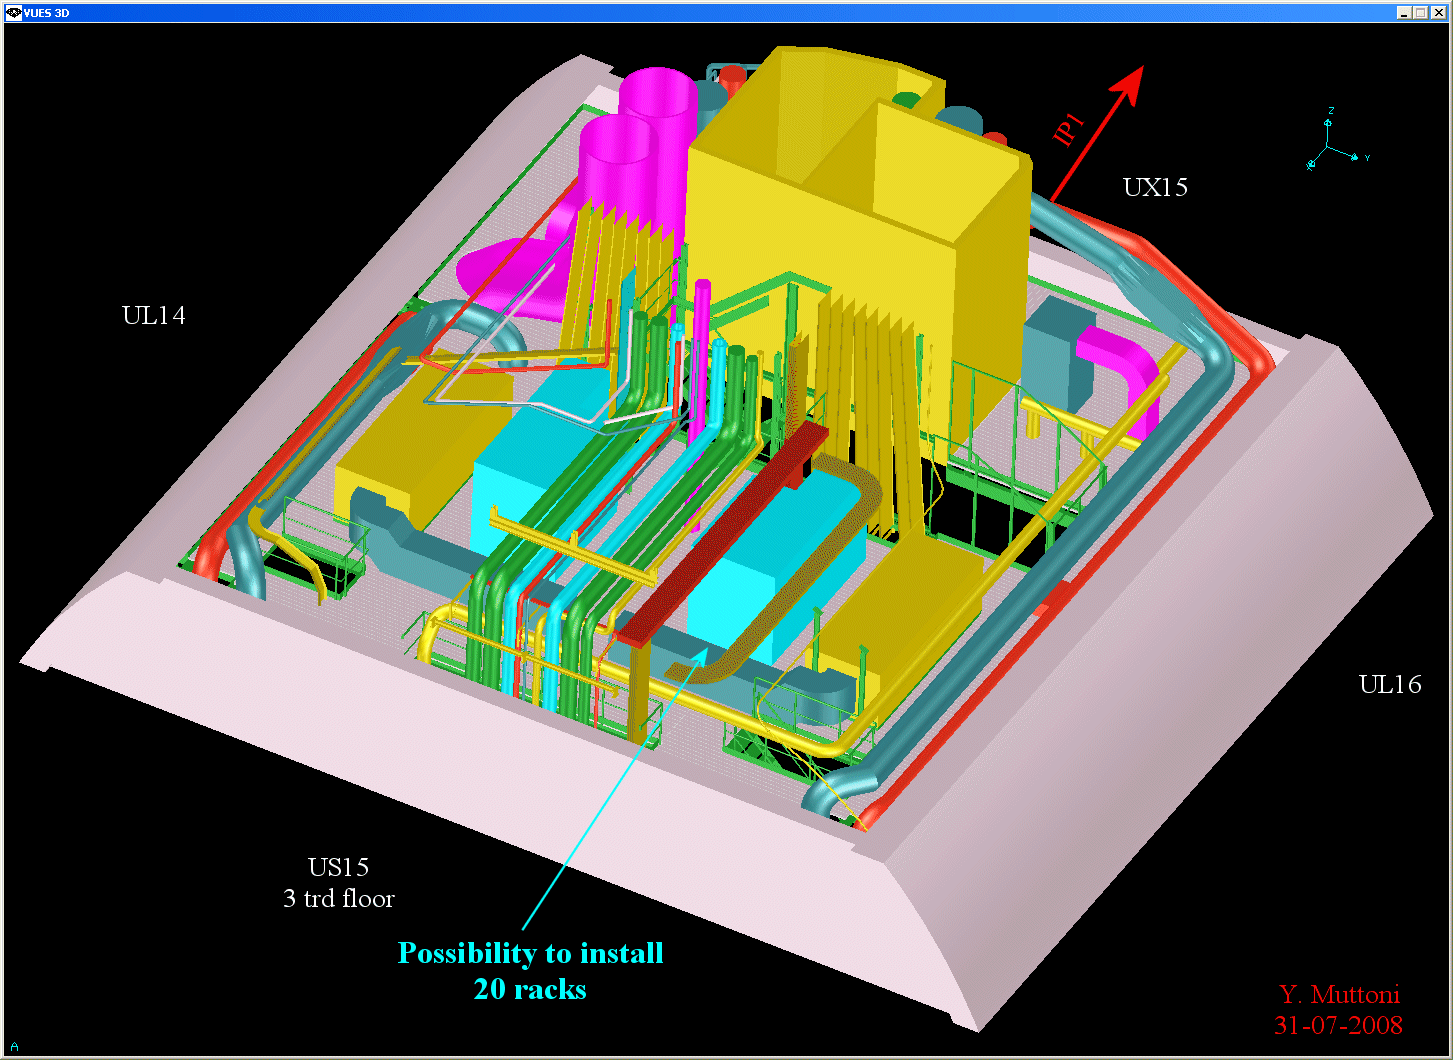 VUES 3D
IP1
Z
Y
UX15
UL14
UL16
US15
3 trd floor
Possibility to install
20 racks
Y. Muttoni
31-07-2008
A